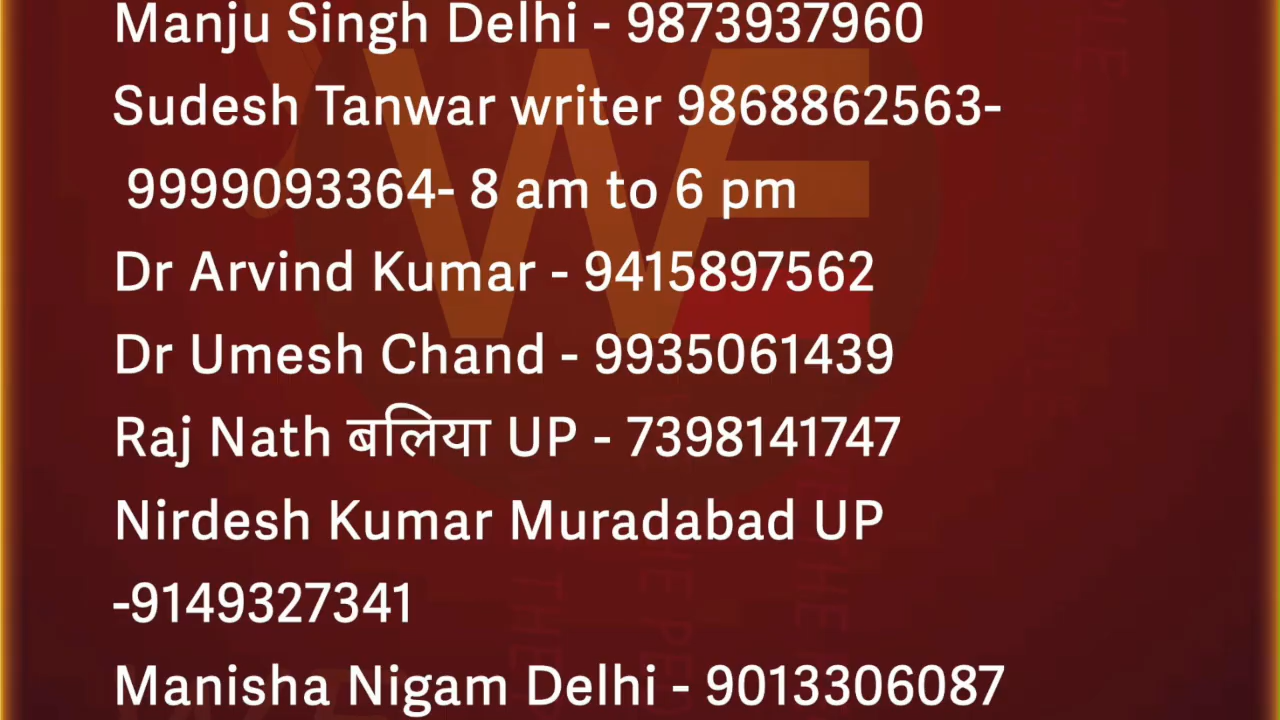 Manju Singh Delhi - 9873937960
Sudesh Tanwar writer 9868862563-
9999093364- 8 am to 6 pm
Dr Arvind Kumar - 9415897562
Dr Umesh Chand - 9935061439
Raj Nath बलिया UP - 7398141747
Nirdesh Kumar Muradabad UP
-9149327341
Manisha Nigam Delhi - 9013306087